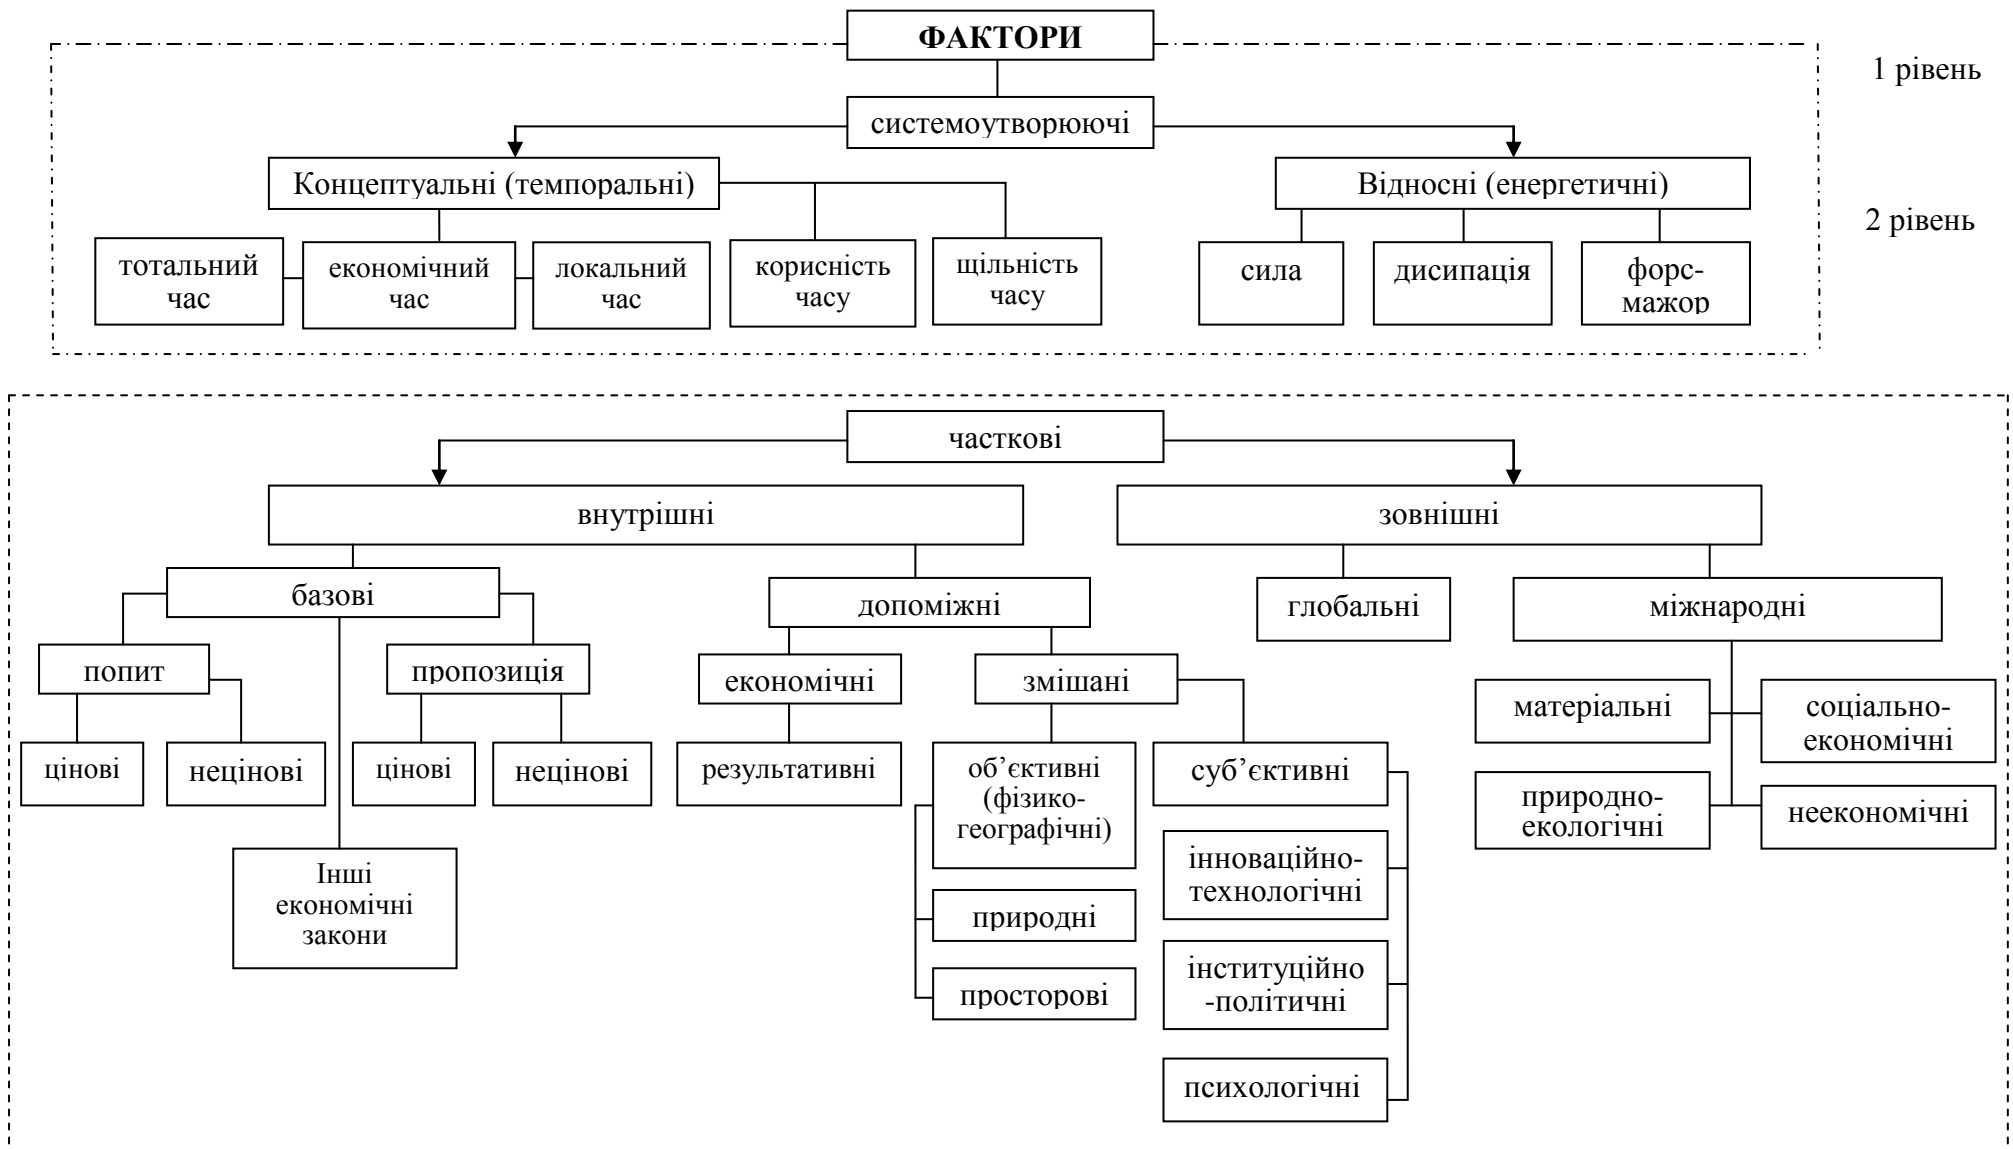 ФАКТОРИ
1 рівень
системоутворюючі
Концептуальні (темпоральні)
Відносні (енергетичні)
2 рівень
тотальний
час
економічний
час
локальний
час
корисність
часу
щільність
часу
сила
дисипація
форс-
мажор
часткові
внутрішні
зовнішні
базові
допоміжні
глобальні
міжнародні
попит
пропозиція
економічні
змішані
матеріальні
соціально-
економічні
цінові
нецінові
цінові
нецінові
результативні
об’єктивні
(фізико-
географічні)
суб’єктивні
природно-
екологічні
неекономічні
Інші
економічні
закони
інноваційно-
технологічні
природні
інституційно
-політичні
просторові
психологічні